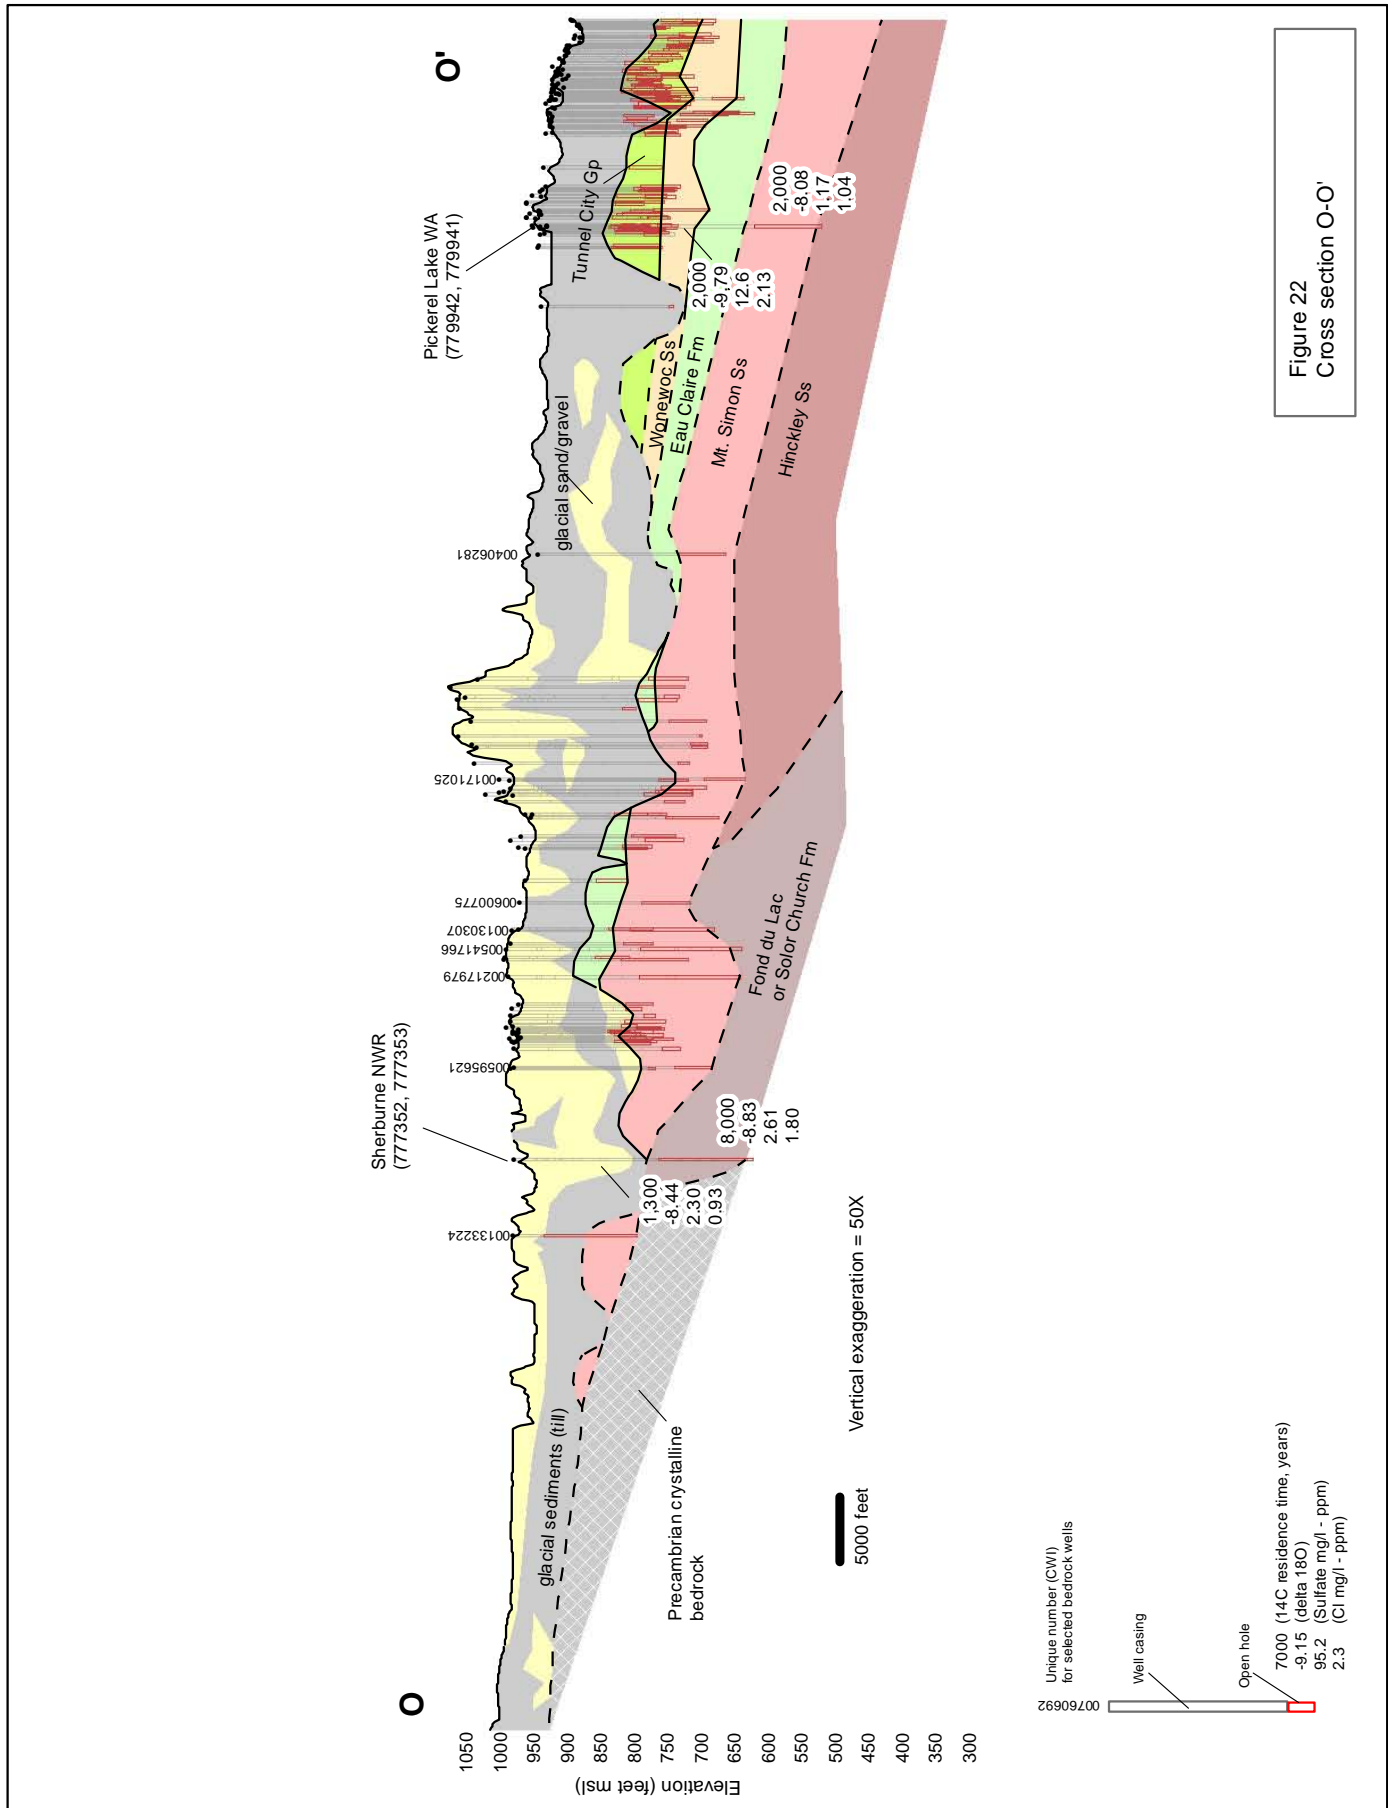 O
O'
Pickerel Lake WA
(779942, 779941)
Sherburne NWR
(777352, 777353)
00133224
00595621
00217979
00541766
00130307
00600775
00171025
00406281
Tunnel City Gp
glacial sand/gravel
Wonewoc Ss
Eau Claire Fm
Mt. Simon Ss
Hinckley Ss
Fond du Lac
or Solor Church Fm
glacial sediments (till)
Precambrian crystalline
bedrock
1,300
-8.44
2.30
0.93
8,000
-8.83
2.61
1.80
2,000
-9.79
12.6
2.13
2,000
-8.08
1.17
1.04
Elevation (feet msl)
1050
1000
950
900
850
800
750
700
650
600
550
500
450
400
350
300
5000 feet
Vertical exaggeration = 50X
Unique number (CWI)
for selected bedrock wells
00760692
Well casing
Open hole
7000 (14C residence time, years)
-9.15 (delta 18O)
95.2 (Sulfate mg/l - ppm)
2.3 (Cl mg/l - ppm)
Figure 22
Cross section O-O'